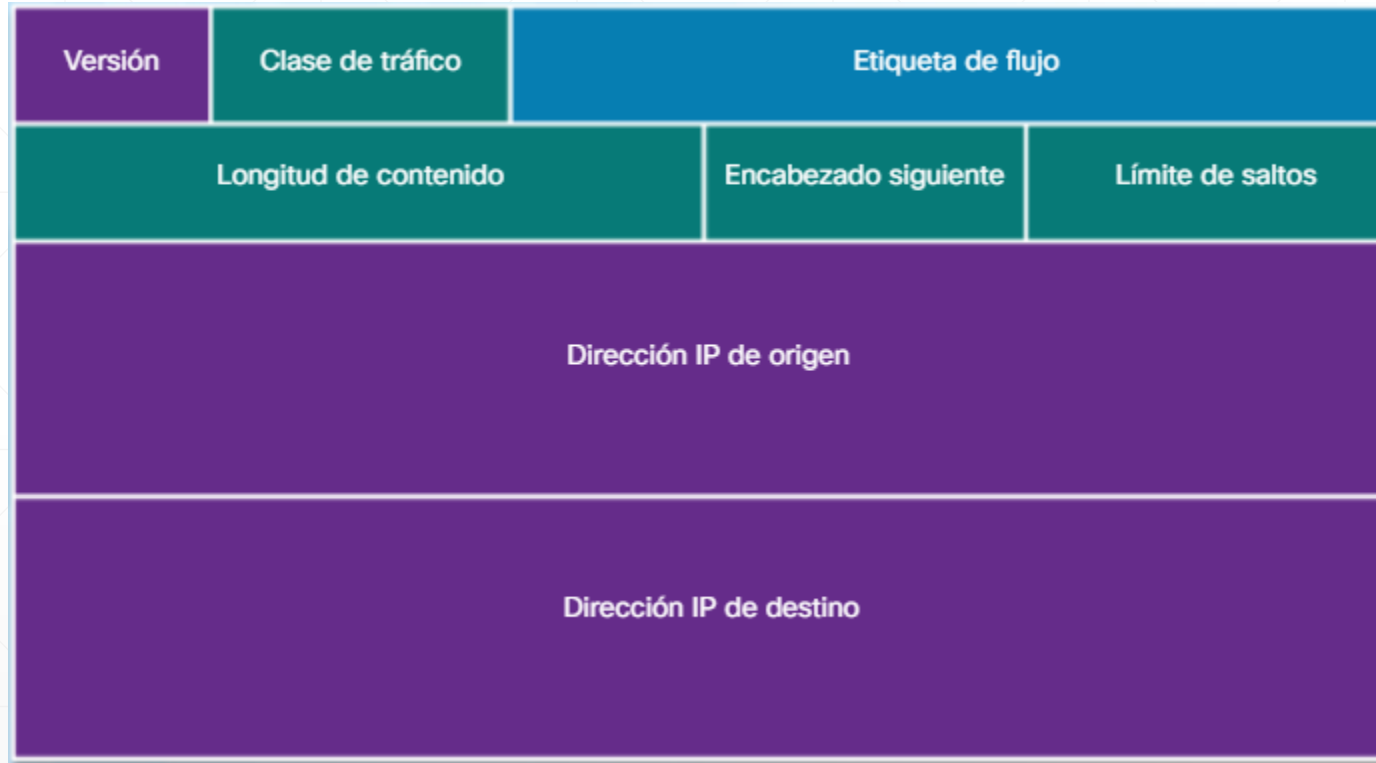 Versión
Clase de tráfico
Etiqueta de flujo
Longitud de contenido
Encabezado siguiente
Límite de saltos
Dirección IP de origen
Dirección IP de destino